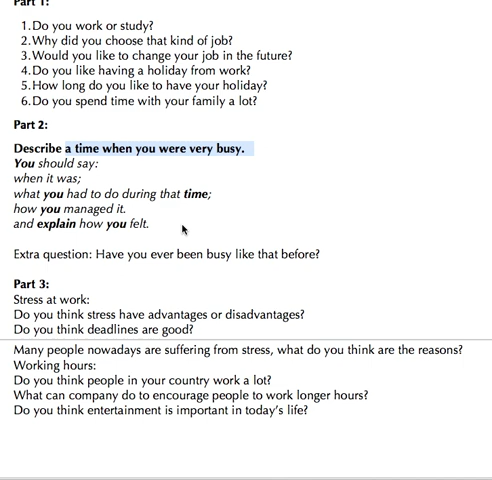 Part 1:
1. Do you work or study?
2. Why did you choose that kind of job?
3. Would you like to change your job in the future?
4. Do you like having a holiday from work?
5. How long do you like to have your holiday?
6. Do you spend time with your family a lot?
Part 2:
Describe a time when you were very busy.
You should say:
when it was;
what you had to do during that time;
how you managed it.
and explain how you felt.
Extra question: Have you ever been busy like that before?
Part 3:
Stress at work:
Do you think stress have advantages or disadvantages?
Do you think deadlines are good?
Many people nowadays are suffering from stress, what do you think are the reasons?
Working hours:
Do you think people in your country work a lot?
What can company do to encourage people to work longer hours?
Do you think entertainment is important in today's life?